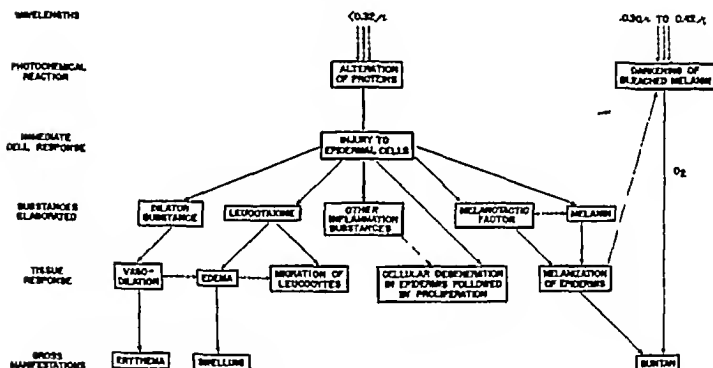 WAVELENGTHS
<0.32μ
0.30μ TO 0.42μ
PHOTOCHEMICAL
REACTION
ALTERATION
OF PROTEINS
DARKENING OF
BLEACHED MELANIN
IMMEDIATE
CELL RESPONSE
INJURY TO
EPIDERMAL CELLS
O2
SUBSTANCES
ELABORATED
DILATOR
SUBSTANCE
LEUCOTAXINE
OTHER
INFLAMMATION
SUBSTANCES
MELANOTACTIC
FACTOR
MELANIN
TISSUE
RESPONSE
VASO-
DILATION
EDEMA
MIGRATION OF
LEUCOCYTES
CELLULAR DEGENERATION
IN EPIDERMIS FOLLOWED
BY PROLIFERATION
MELANIZATION
OF EPIDERMIS
GROSS
MANIFESTATIONS
ERYTHEMA
SWELLING
SUNTAN